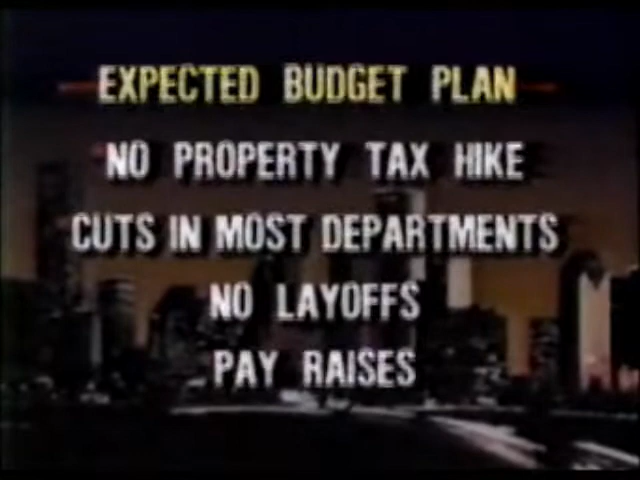 EXPECTED BUDGET PLAN
NO PROPERTY TAX HIKE
CUTS IN MOST DEPARTMENTS
NO LAYOFFS
PAY RAISES